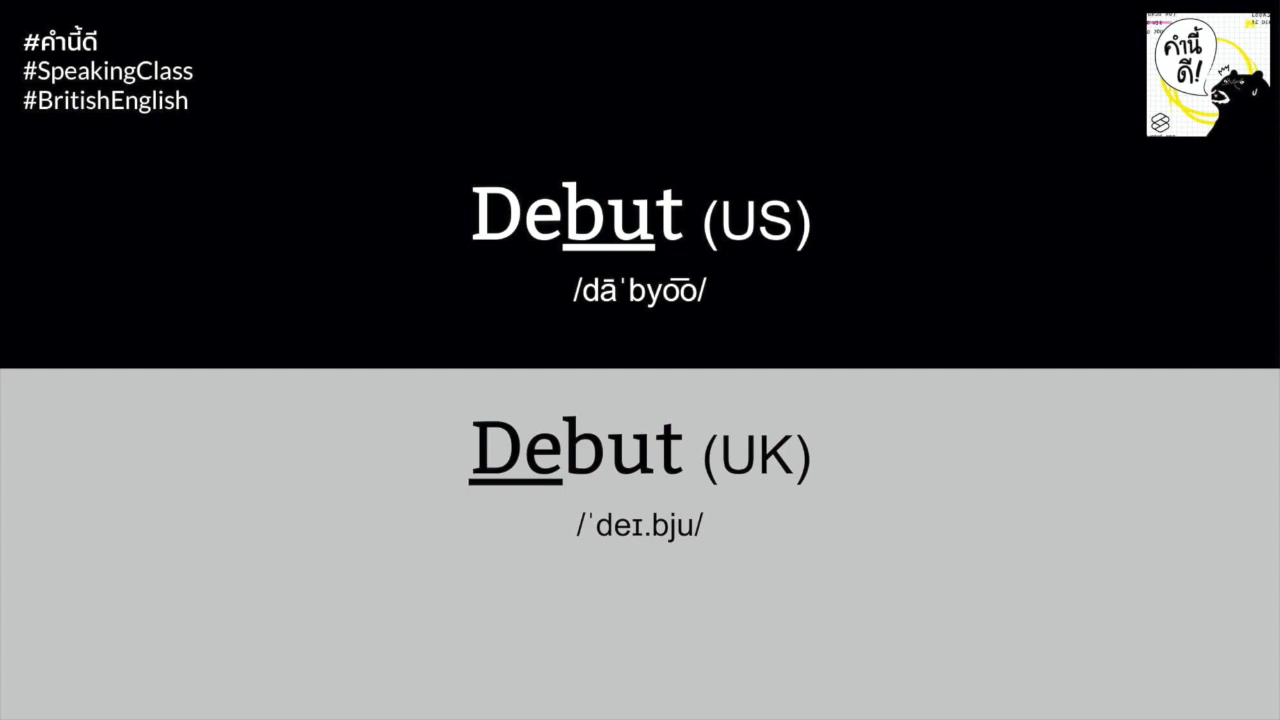 #คำนี้ดี
#SpeakingClass
#BritishEnglish
คำนี้
ดี!
Debut (US)
/dāˈbyo͞o/
Debut (UK)
/ˈdeɪ.bju/